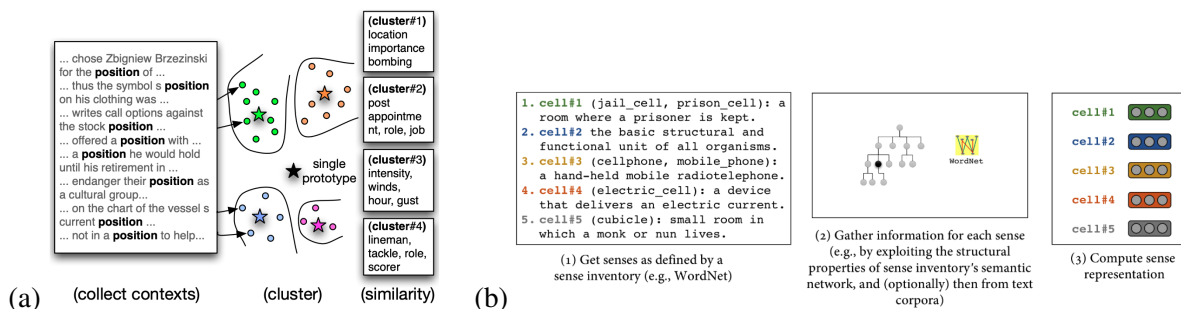 ... chose Zbigniew Brzezinski
for the position of ...
... thus the symbol s position
on his clothing was ...
... writes call options against
the stock position ...
... offered a position with ...
... a position he would hold
until his retirement in ...
... endanger their position as
a cultural group...
... on the chart of the vessel s
current position ...
... not in a position to help...
(collect contexts)
single
prototype
(cluster)
(cluster#1)
location
importance
bombing
(cluster#2)
post
appointme
nt, role, job
(cluster#3)
intensity,
winds,
hour, gust
(cluster#4)
lineman,
tackle, role,
scorer
(similarity)
(a)
1. cell#1 (jail_cell, prison_cell): a
room where a prisoner is kept.
2. cell#2 the basic structural and
functional unit of all organisms.
3. cell#3 (cellphone, mobile_phone):
a hand-held mobile radiotelephone.
4. cell#4 (electric_cell): a device
that delivers an electric current.
5. cell#5 (cubicle): small room in
which a monk or nun lives.
(1) Get senses as defined by a
sense inventory (e.g., WordNet)
W
WordNet
(2) Gather information for each sense
(e.g., by exploiting the structural
properties of sense inventory's semantic
network, and (optionally) then from text
corpora)
cell#1
cell#2
cell#3
cell#4
cell#5
(3) Compute sense
representation
(b)